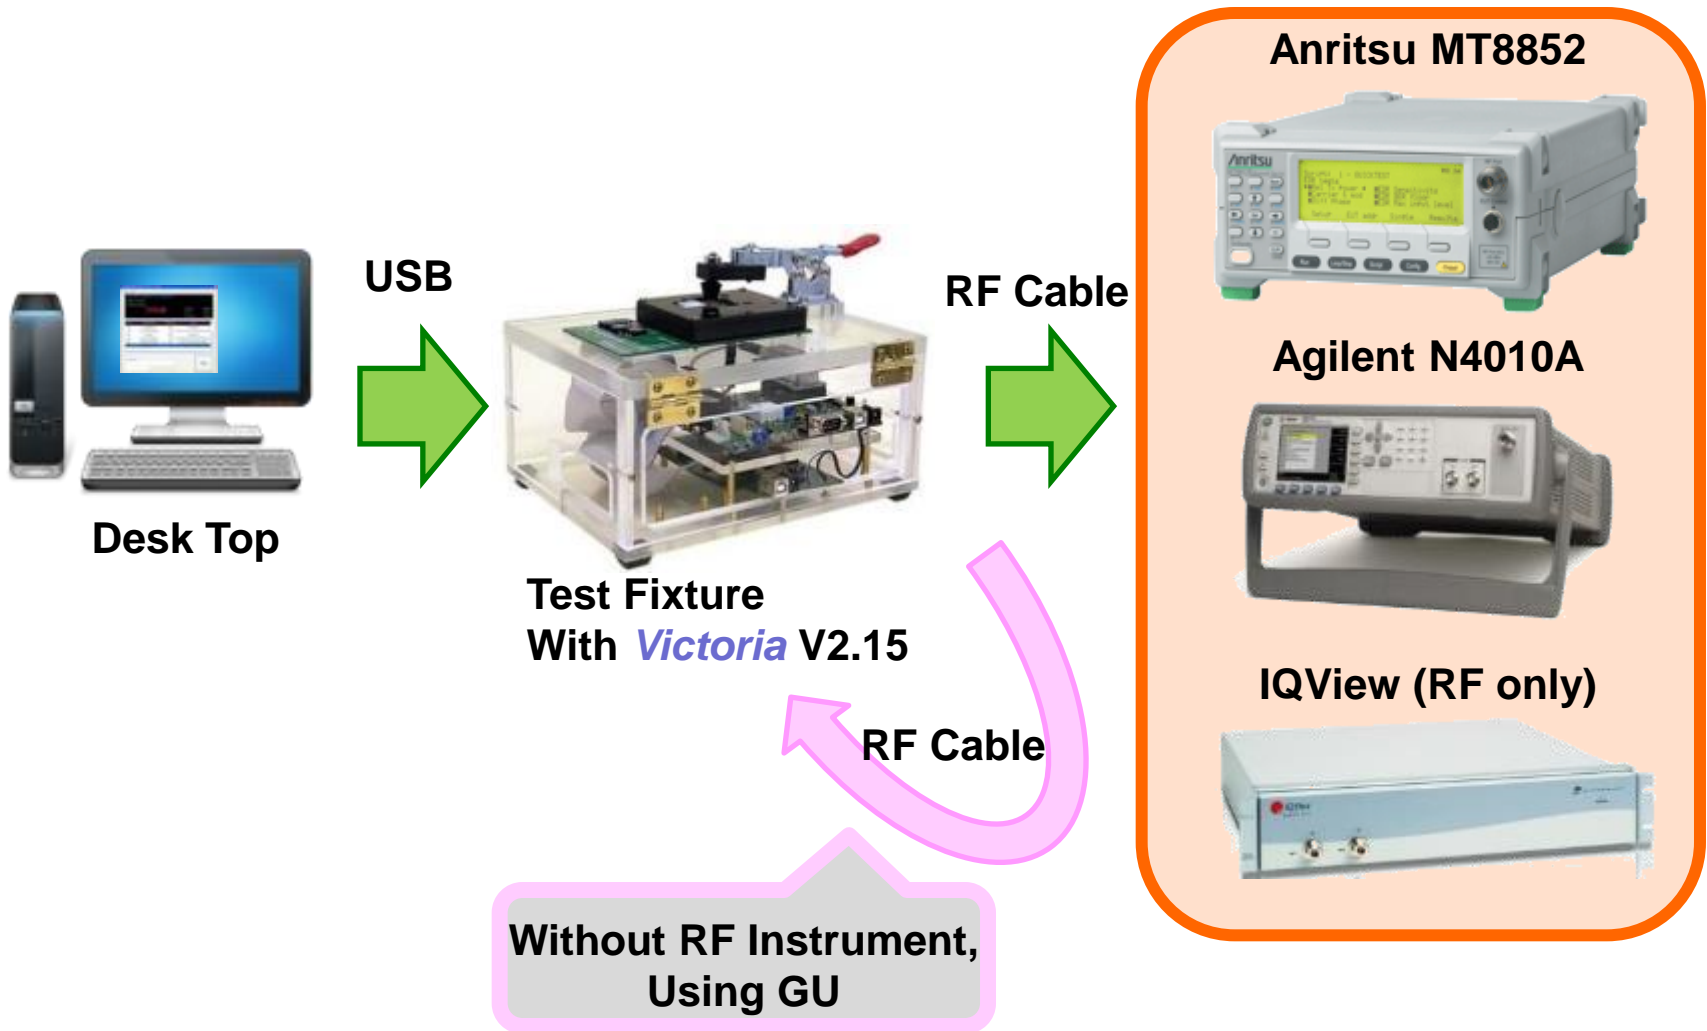 Anritsu MT8852
Anritsu
USB
RF Cable
Agilent N4010A
Desk Top
Test Fixture
With Victoria V2.15
IQView (RF only)
RF Cable
Without RF Instrument,
Using GU